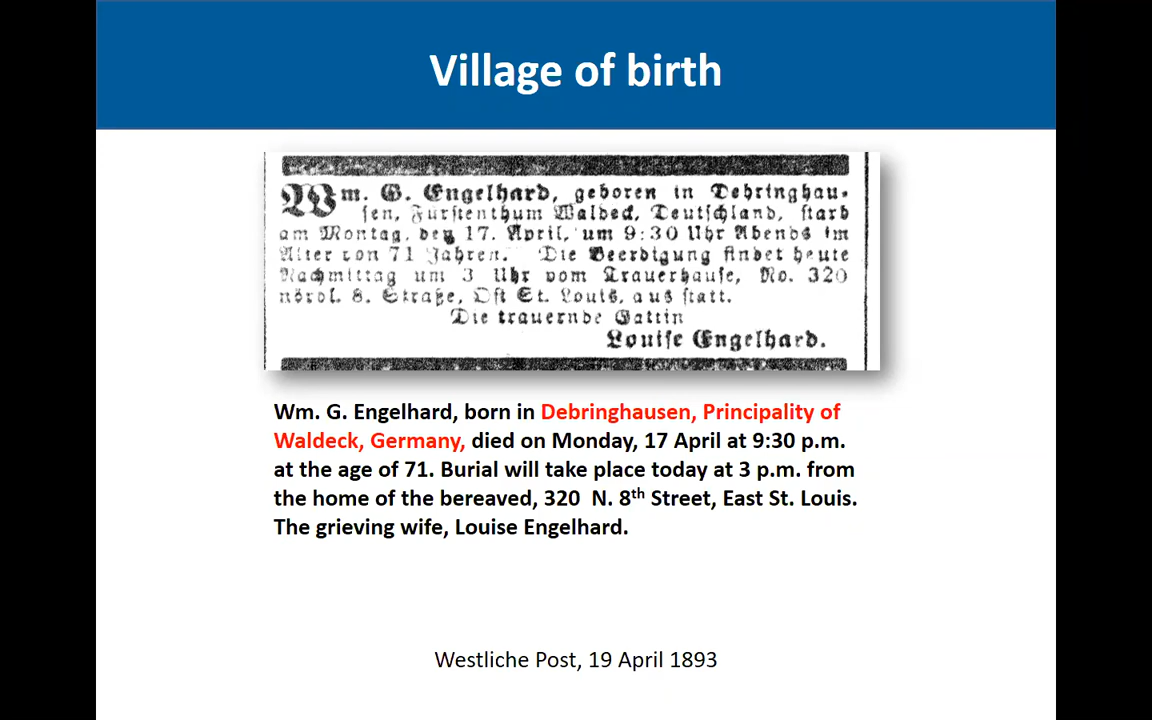 Village of birth
Wm. G. Engelhard, geboren in Debringhau-
sen, Fürstenthum Waldeck, Deutschland, starb
am Montag, den 17. April, um 9:30 Uhr Abends im
Alter von 71 Jahren. Die Beerdigung findet heute
Nachmittag um 3 Uhr vom Trauerhause, No. 320
nördl. 8. Straße, Ost St. Louis, aus statt.
Die trauernde Gattin
Louise Engelhard.
Wm. G. Engelhard, born in Debringhausen, Principality of
Waldeck, Germany, died on Monday, 17 April at 9:30 p.m.
at the age of 71. Burial will take place today at 3 p.m. from
the home of the bereaved, 320 N. 8th Street, East St. Louis.
The grieving wife, Louise Engelhard.
Westliche Post, 19 April 1893